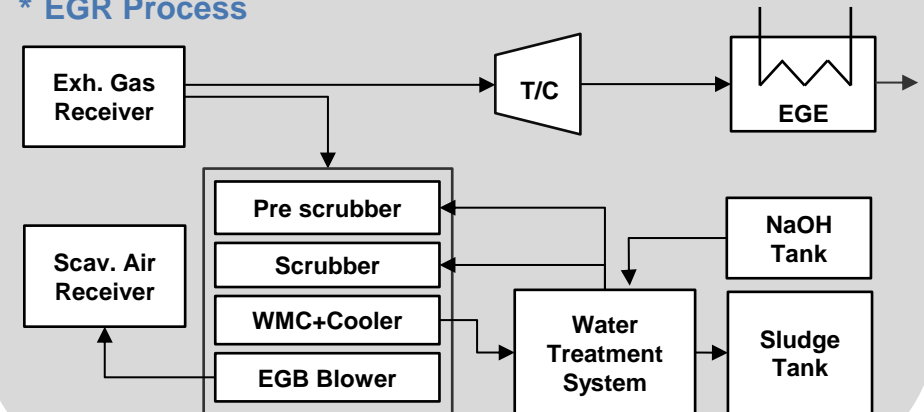 * EGR Process
Exh. Gas
Receiver
T/C
EGE
Pre scrubber
Scrubber
WMC+Cooler
EGB Blower
Scav. Air
Receiver
NaOH
Tank
Water
Treatment
System
Sludge
Tank